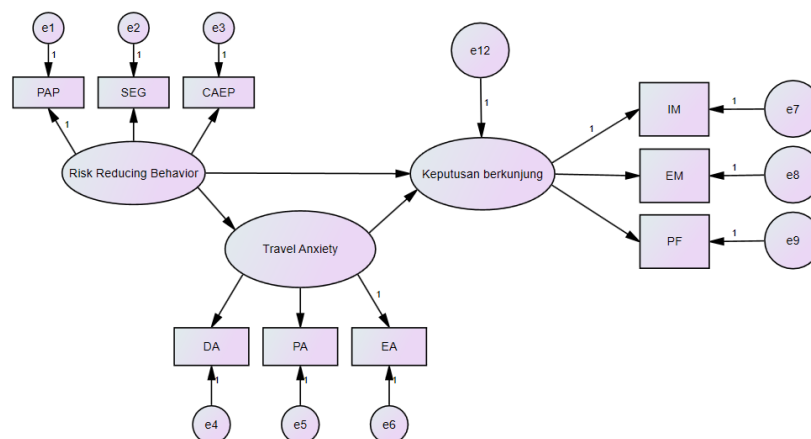 e1
e2
e3
1
1
1
PAP
SEG
CAEP
1
Risk Reducing Behavior
e12
1
Keputusan berkunjung
1
IM
1
e7
EM
1
e8
PF
1
e9
Travel Anxiety
1
DA
PA
EA
1
1
1
e4
e5
e6